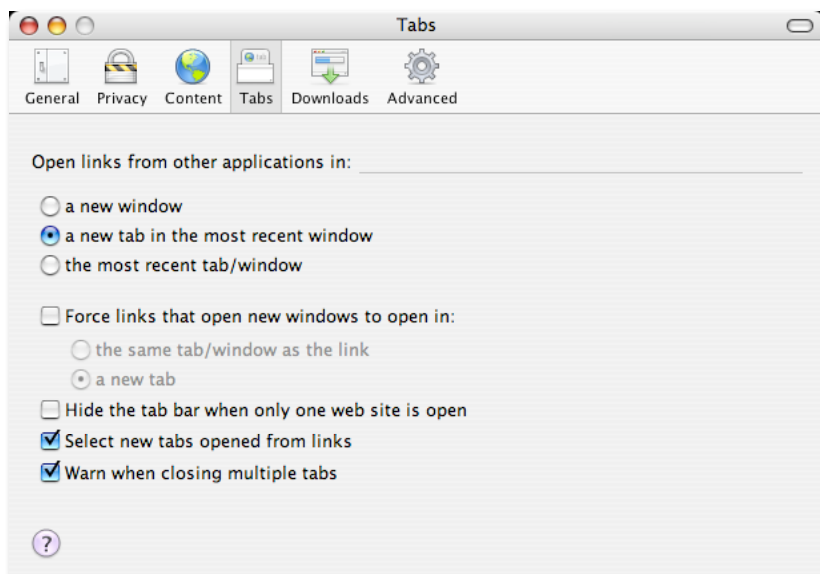 Tabs
General Privacy Content Tabs Downloads Advanced
Open links from other applications in:
a new window
a new tab in the most recent window
the most recent tab/window
Force links that open new windows to open in:
the same tab/window as the link
a new tab
Hide the tab bar when only one web site is open
Select new tabs opened from links
Warn when closing multiple tabs
?